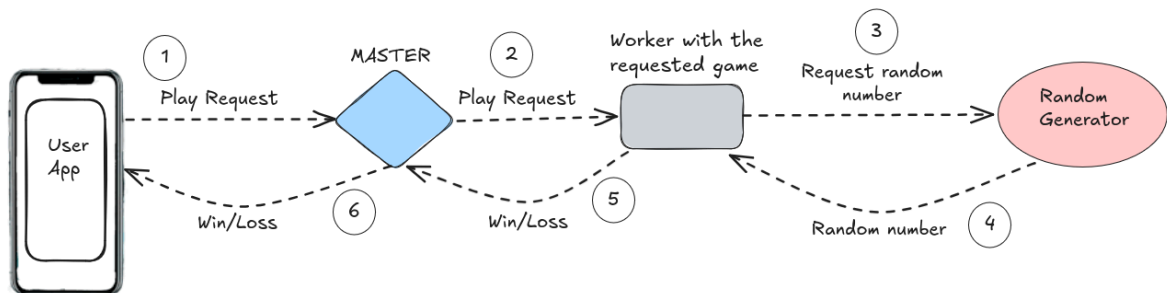 1
MASTER
2
Worker with the
requested game
3
Play Request
Play Request
Request random
number
User
App
Random
Generator
6
Win/Loss
5
Win/Loss
4
Random number